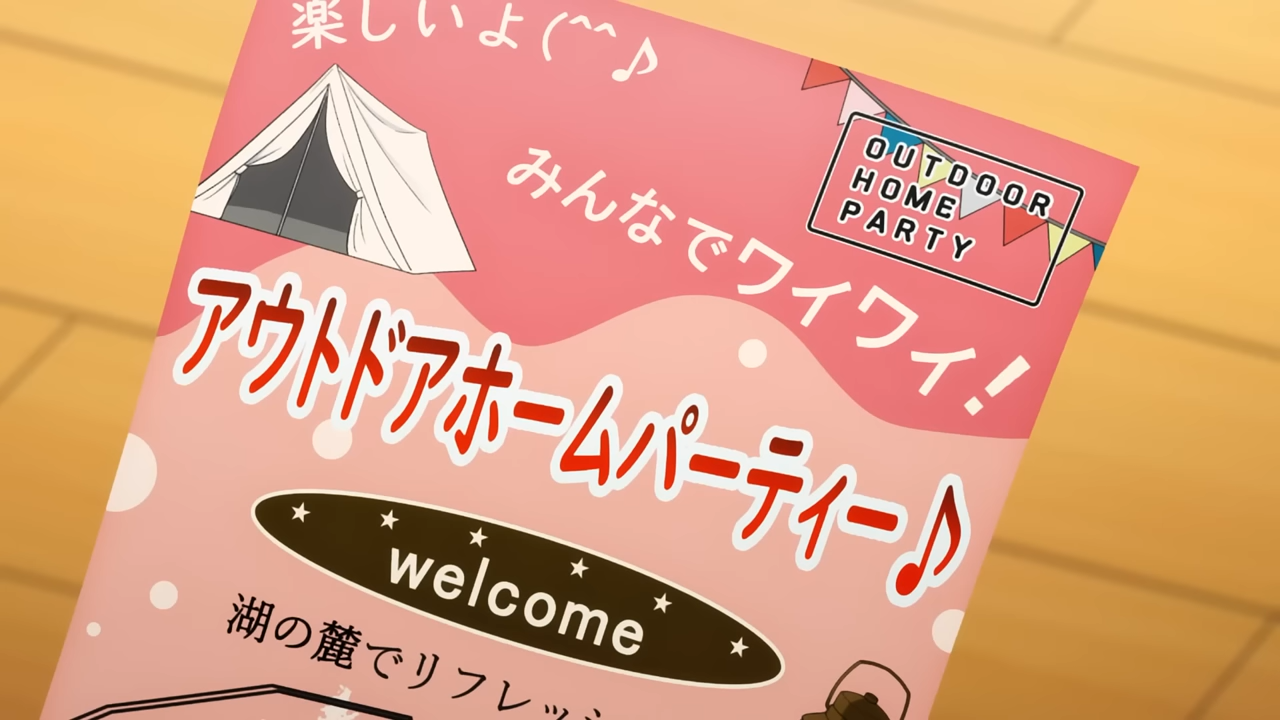 楽しいよ(^^♪
みんなでワイワイ!
OUTDOOR
HOME
PARTY
アウトドアホームパーティー♪
welcome
湖の麓でリフレッシ